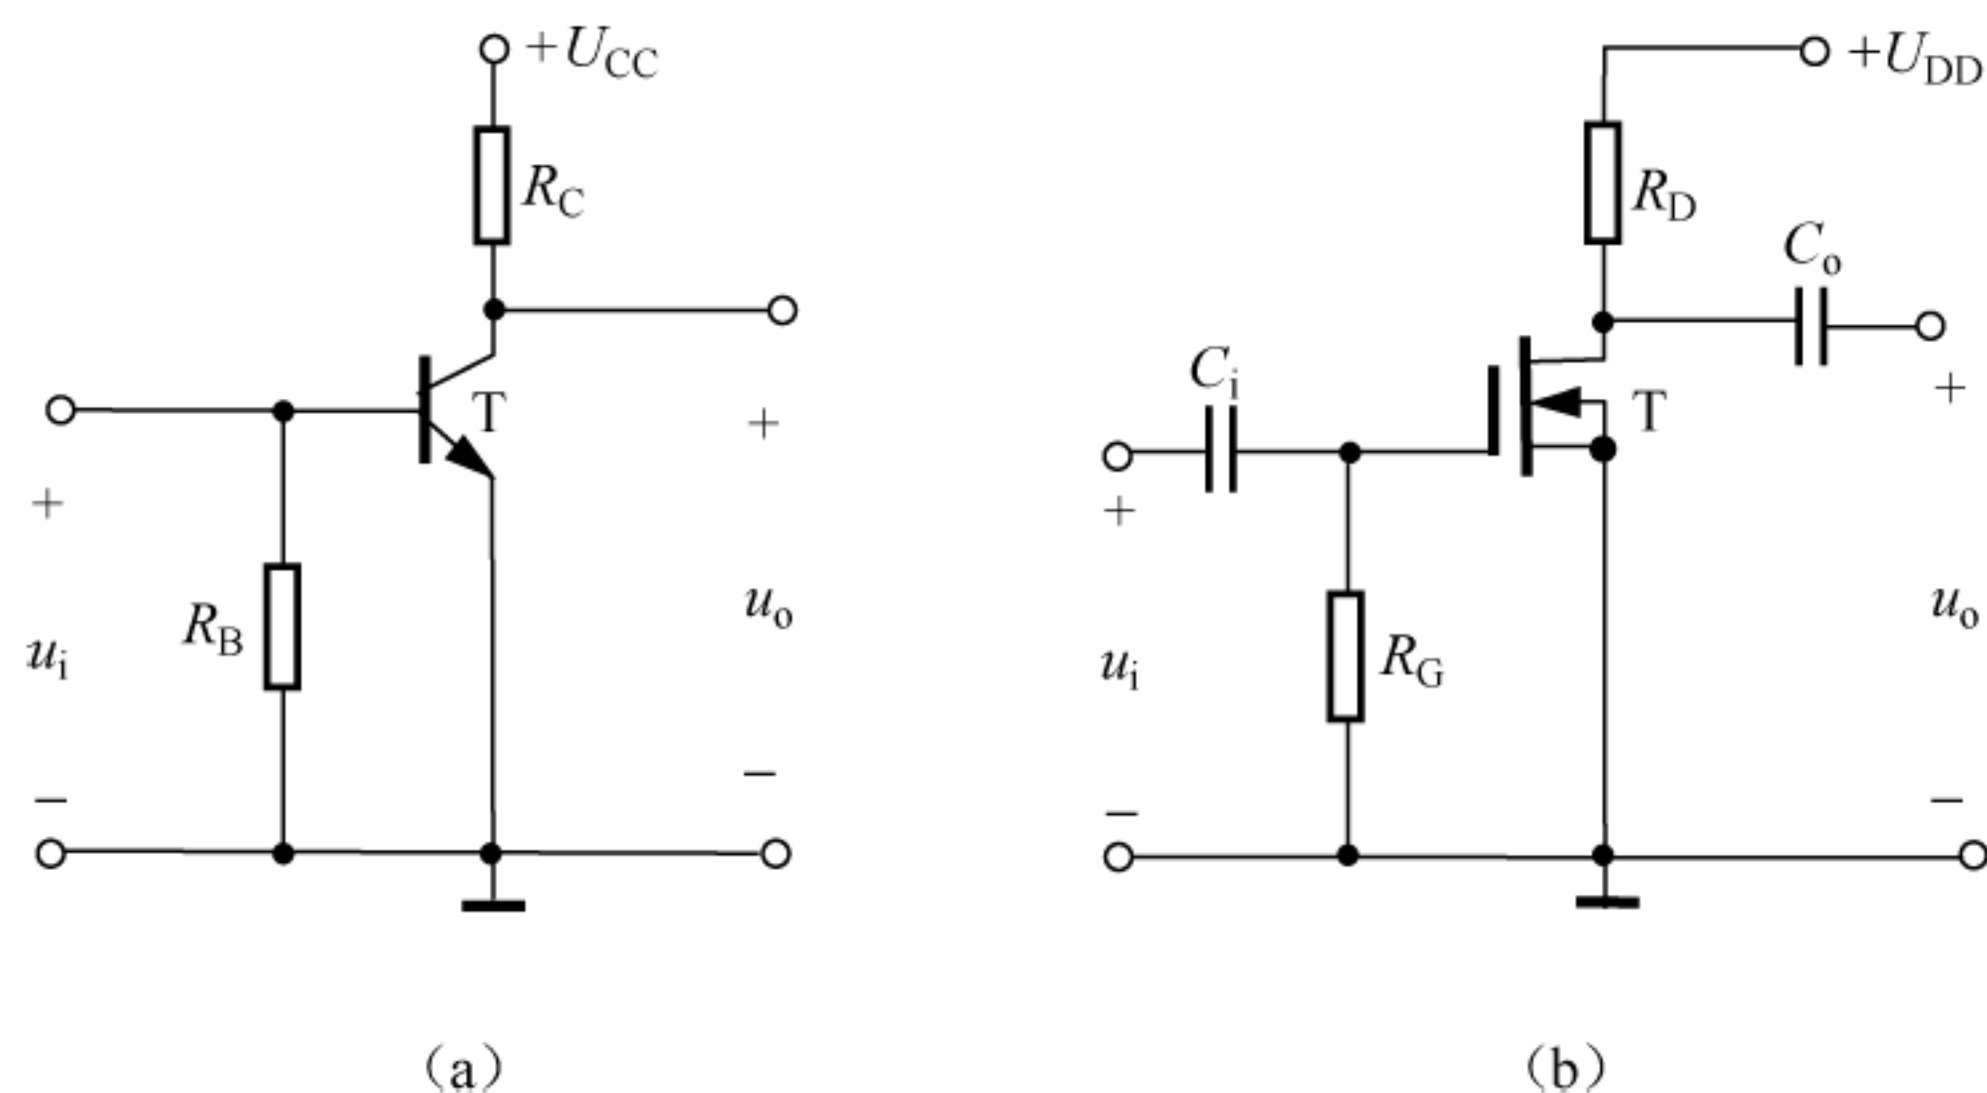 +U_CC
R_C
T
+
+
R_B
u_i
u_o
−
−
(a)
+U_DD
R_D
C_o
C_i
T
+
+
u_i
R_G
u_o
−
−
(b)